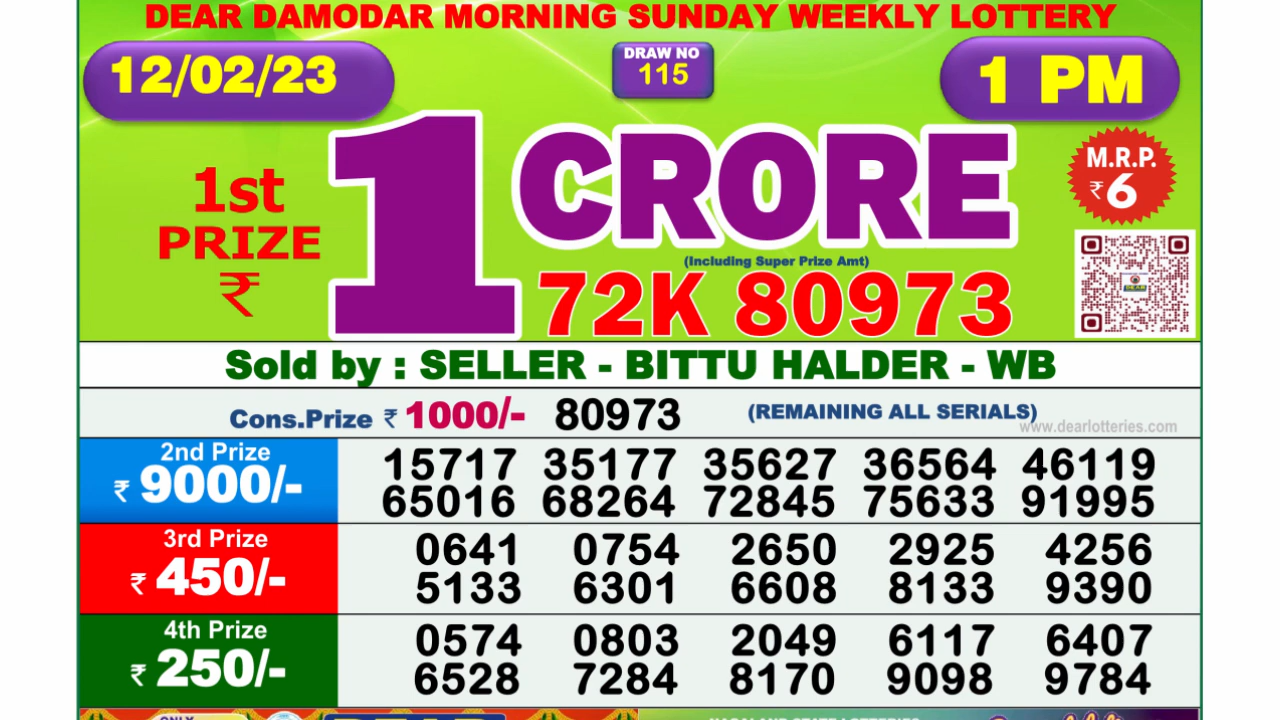 DEAR DAMODAR MORNING SUNDAY WEEKLY LOTTERY
12/02/23
DRAW NO
115
1 PM
1st
PRIZE
₹
1 CRORE
(Including Super Prize Amt)
72K 80973
M.R.P.
₹6
Sold by : SELLER - BITTU HALDER - WB
Cons.Prize ₹ 1000/- 80973 (REMAINING ALL SERIALS)
www.dearlotteries.com
2nd Prize
₹ 9000/-
15717 35177 35627 36564 46119
65016 68264 72845 75633 91995
3rd Prize
₹ 450/-
0641 0754 2650 2925 4256
5133 6301 6608 8133 9390
4th Prize
₹ 250/-
0574 0803 2049 6117 6407
6528 7284 8170 9098 9784